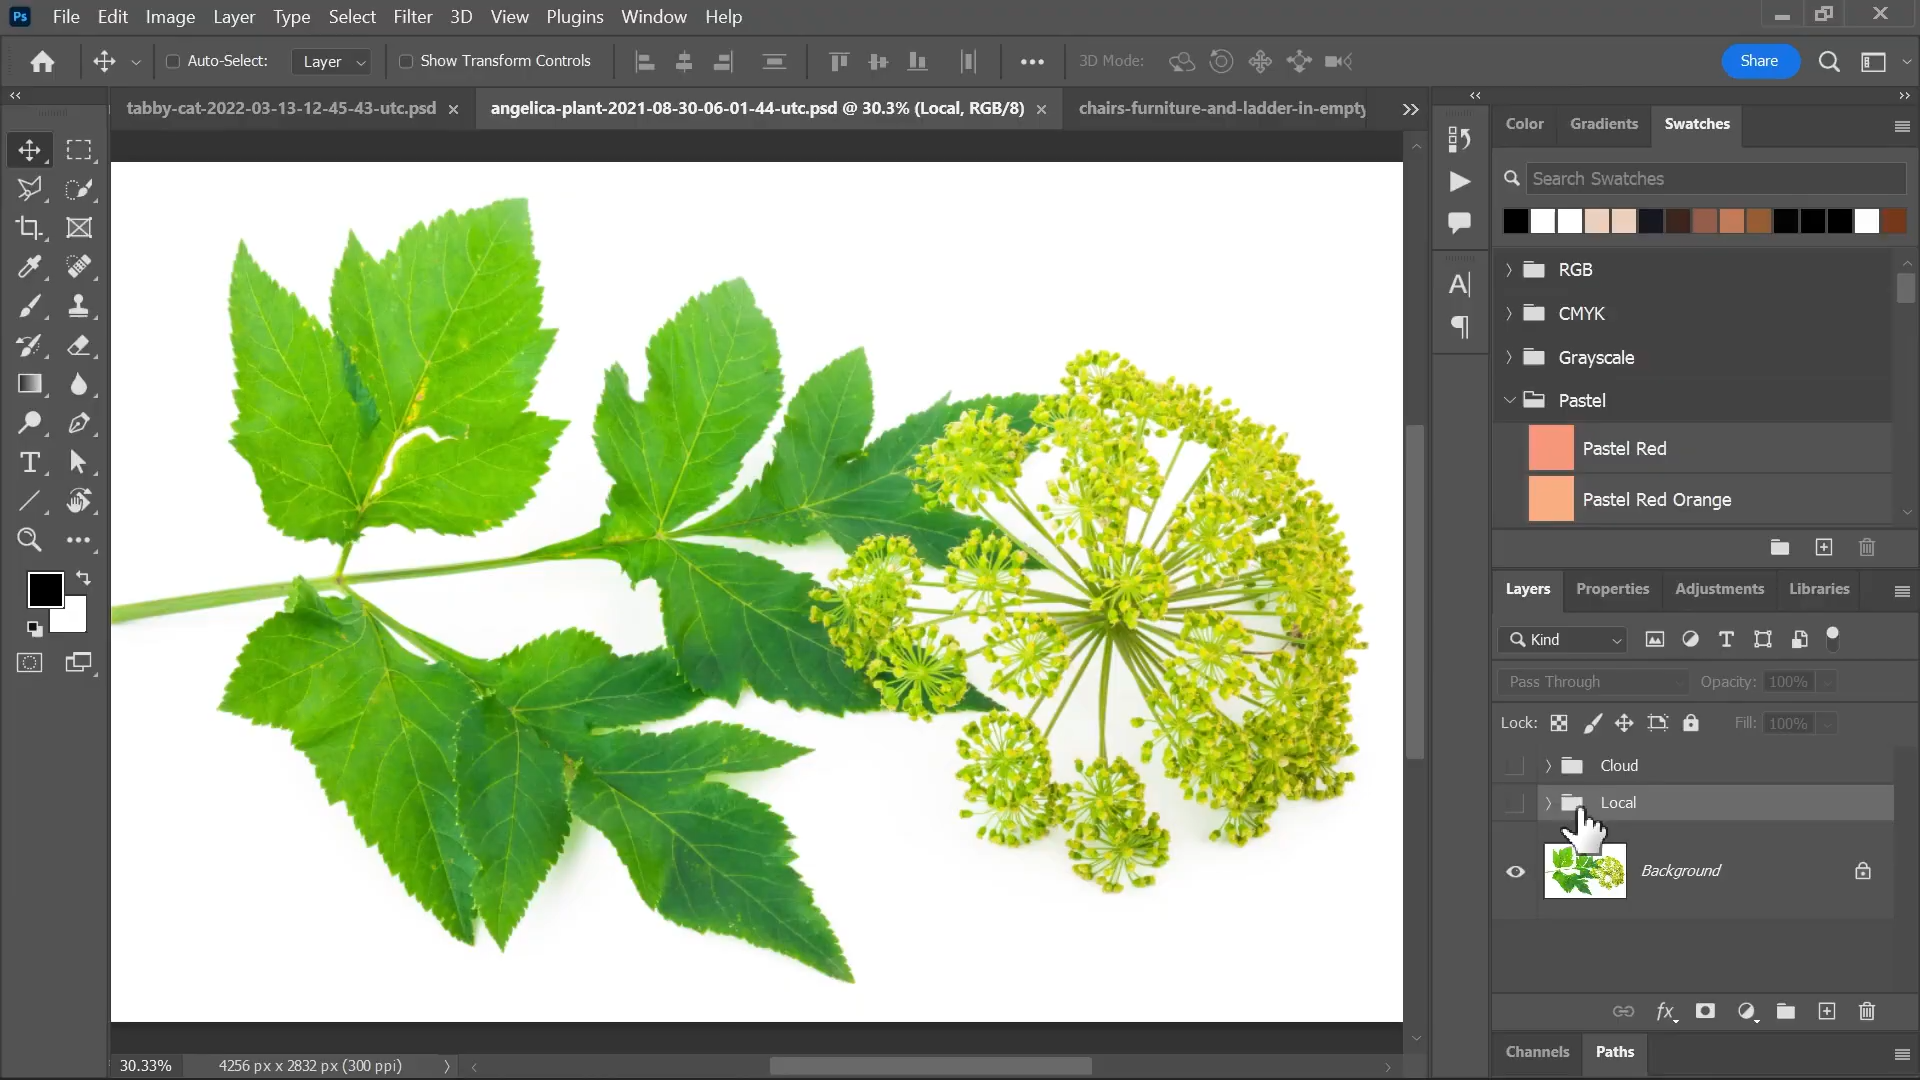 Ps File Edit Image Layer Type Select Filter 3D View Plugins Window Help
Auto-Select: Layer Show Transform Controls 3D Mode: Share
tabby-cat-2022-03-13-12-45-43-utc.psd angelica-plant-2021-08-30-06-01-44-utc.psd @ 30.3% (Local, RGB/8) chairs-furniture-and-ladder-in-empty
Color Gradients Swatches
Search Swatches
RGB
CMYK
Grayscale
Pastel
Pastel Red
Pastel Red Orange
Layers Properties Adjustments Libraries
Kind
Pass Through Opacity: 100%
Lock: Fill: 100%
Cloud
Local
Background
fx
Channels Paths
30.33% 4256 px x 2832 px (300 ppi)